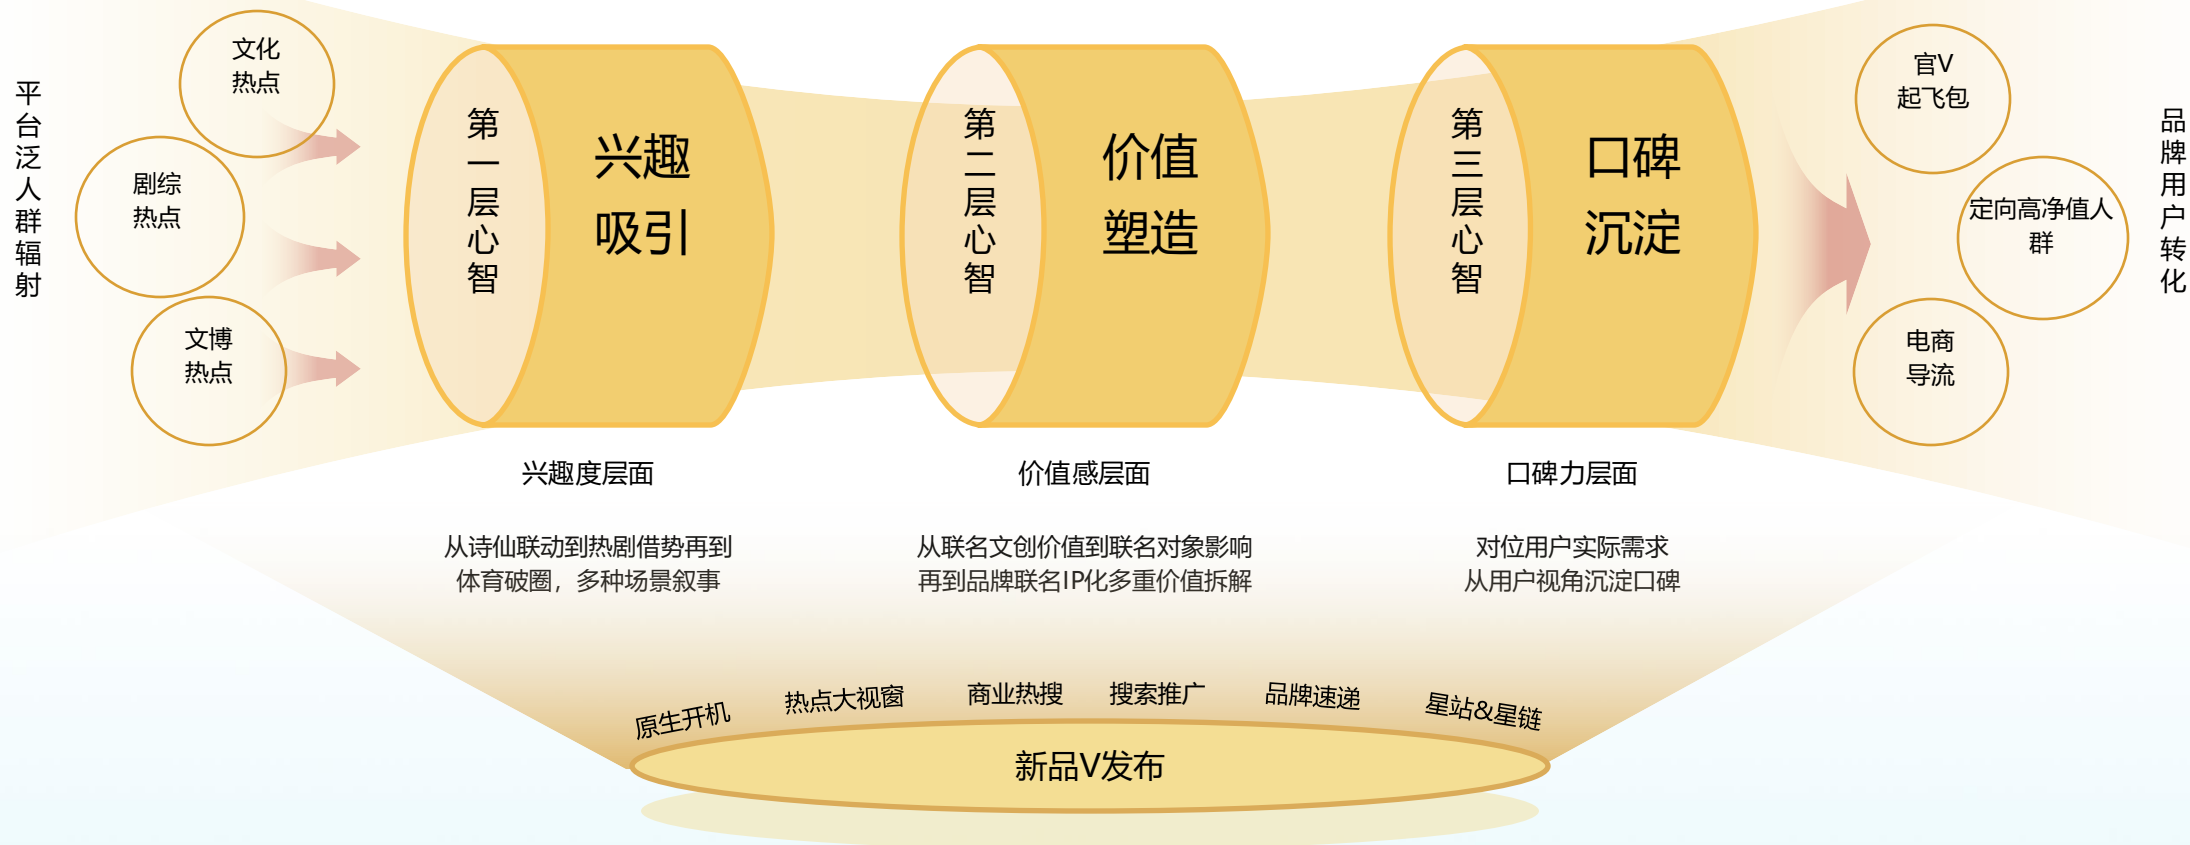 平台泛人群辐射
文化
热点
剧综
热点
文博
热点
第一层心智
兴趣
吸引
第二层心智
价值
塑造
第三层心智
口碑
沉淀
官V
起飞包
定向高净值人
群
电商
导流
品牌用户转化
兴趣度层面
从诗仙联动到热剧借势再到
体育破圈，多种场景叙事
价值感层面
从联名文创价值到联名对象影响
再到品牌联名IP化多重价值拆解
口碑力层面
对位用户实际需求
从用户视角沉淀口碑
原生开机
热点大视窗
商业热搜
搜索推广
品牌速递
星站&星链
新品V发布